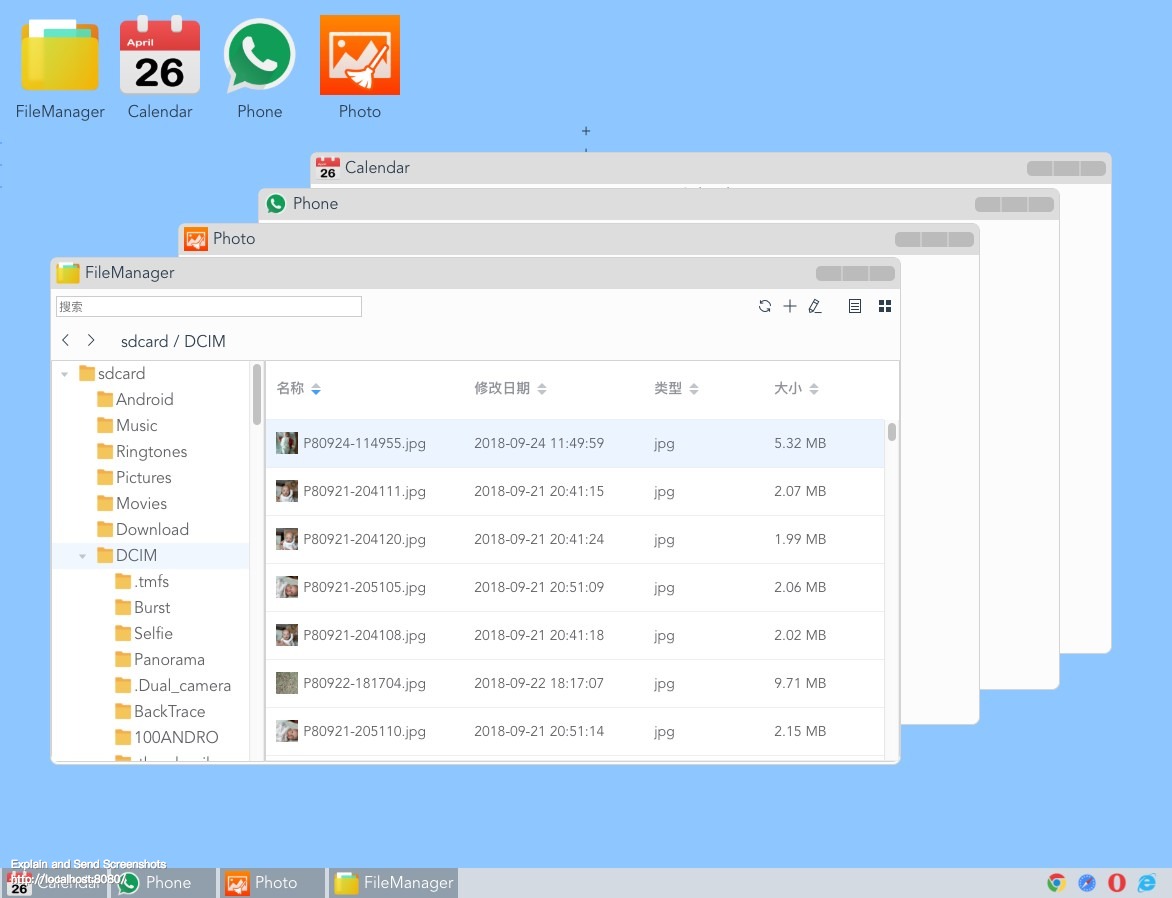 April
26
FileManager
Calendar
Phone
Photo
+
26
Calendar
Phone
Photo
FileManager
搜索
sdcard / DCIM
sdcard
Android
Music
Ringtones
Pictures
Movies
Download
DCIM
.tmfs
Burst
Selfie
Panorama
.Dual_camera
BackTrace
100ANDRO
名称 修改日期 类型 大小
P80924-114955.jpg 2018-09-24 11:49:59 jpg 5.32 MB
P80921-204111.jpg 2018-09-21 20:41:15 jpg 2.07 MB
P80921-204120.jpg 2018-09-21 20:41:24 jpg 1.99 MB
P80921-205105.jpg 2018-09-21 20:51:09 jpg 2.06 MB
P80921-204108.jpg 2018-09-21 20:41:18 jpg 2.02 MB
P80922-181704.jpg 2018-09-22 18:17:07 jpg 9.71 MB
P80921-205110.jpg 2018-09-21 20:51:14 jpg 2.15 MB
Explain and Send Screenshots
http://localhost:8080/
26
Calendar
Phone
Photo
FileManager